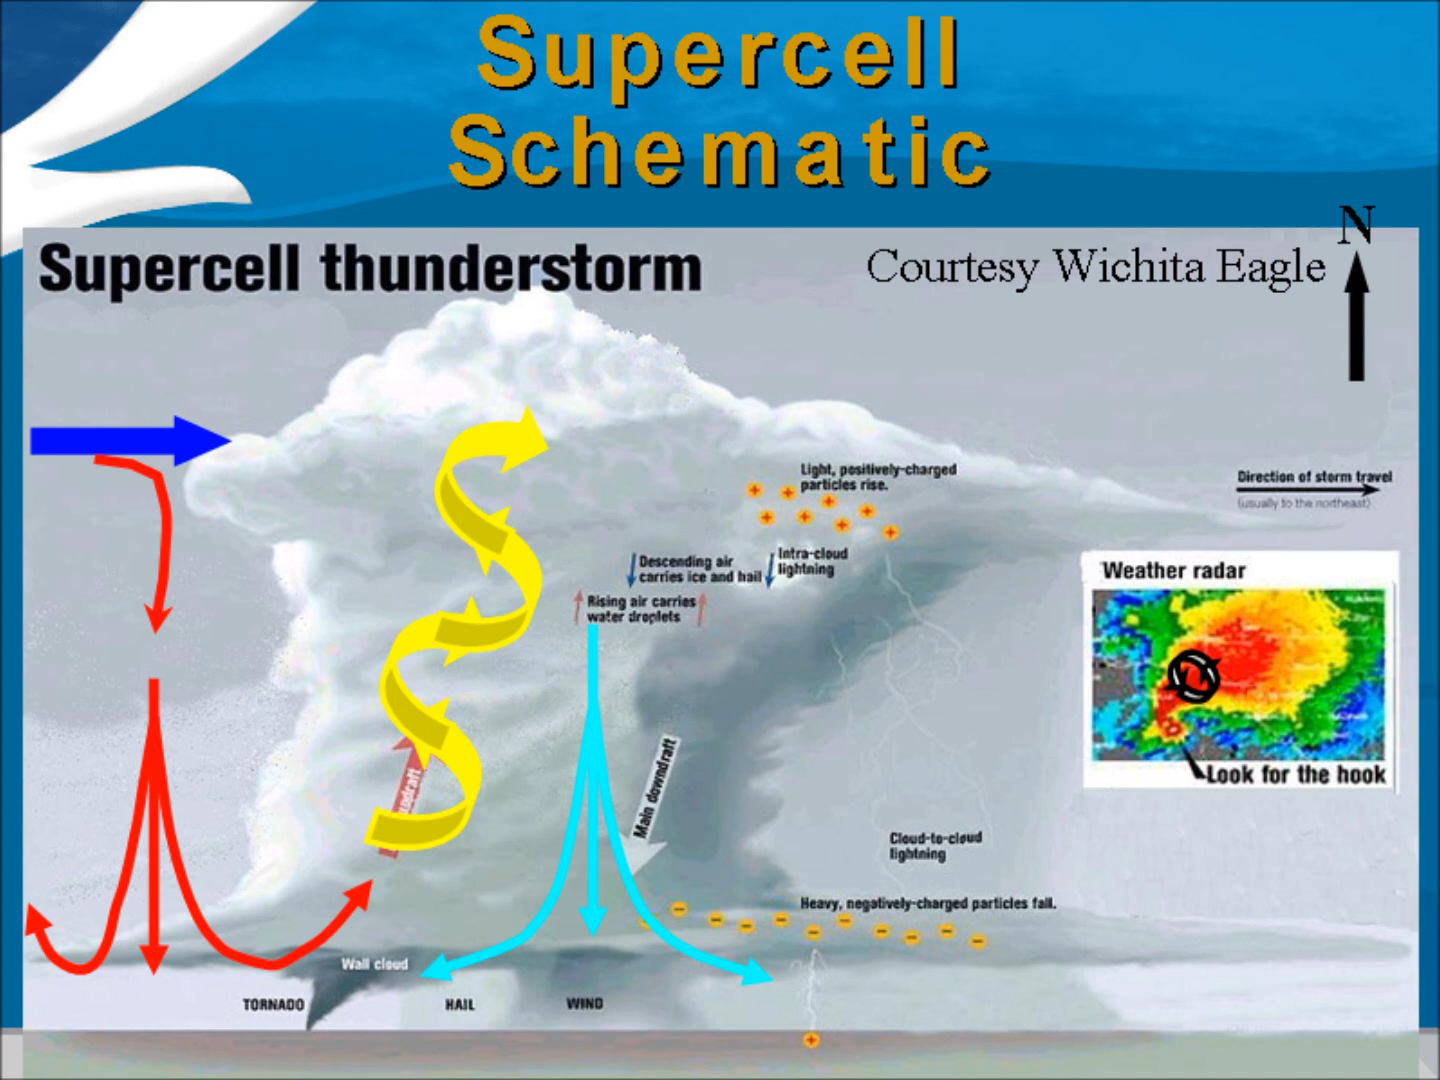 Supercell
Schematic
N
Supercell thunderstorm
Courtesy Wichita Eagle
Light, positively-charged
particles rise.
Direction of storm travel
(usually to the northeast)
Descending air
carries ice and hail
Intra-cloud
lightning
Rising air carries
water droplets
Weather radar
Look for the hook
Main downdraft
Cloud-to-cloud
lightning
Heavy, negatively-charged particles fall.
Wall cloud
TORNADO
HAIL
WIND